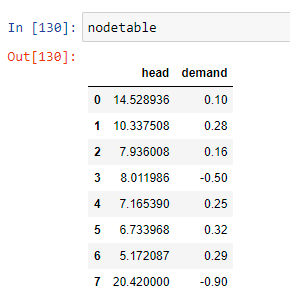 In [130]: nodetable
Out[130]:
head demand
0 14.528936 0.10
1 10.337508 0.28
2 7.936008 0.16
3 8.011986 -0.50
4 7.165390 0.25
5 6.733968 0.32
6 5.172087 0.29
7 20.420000 -0.90